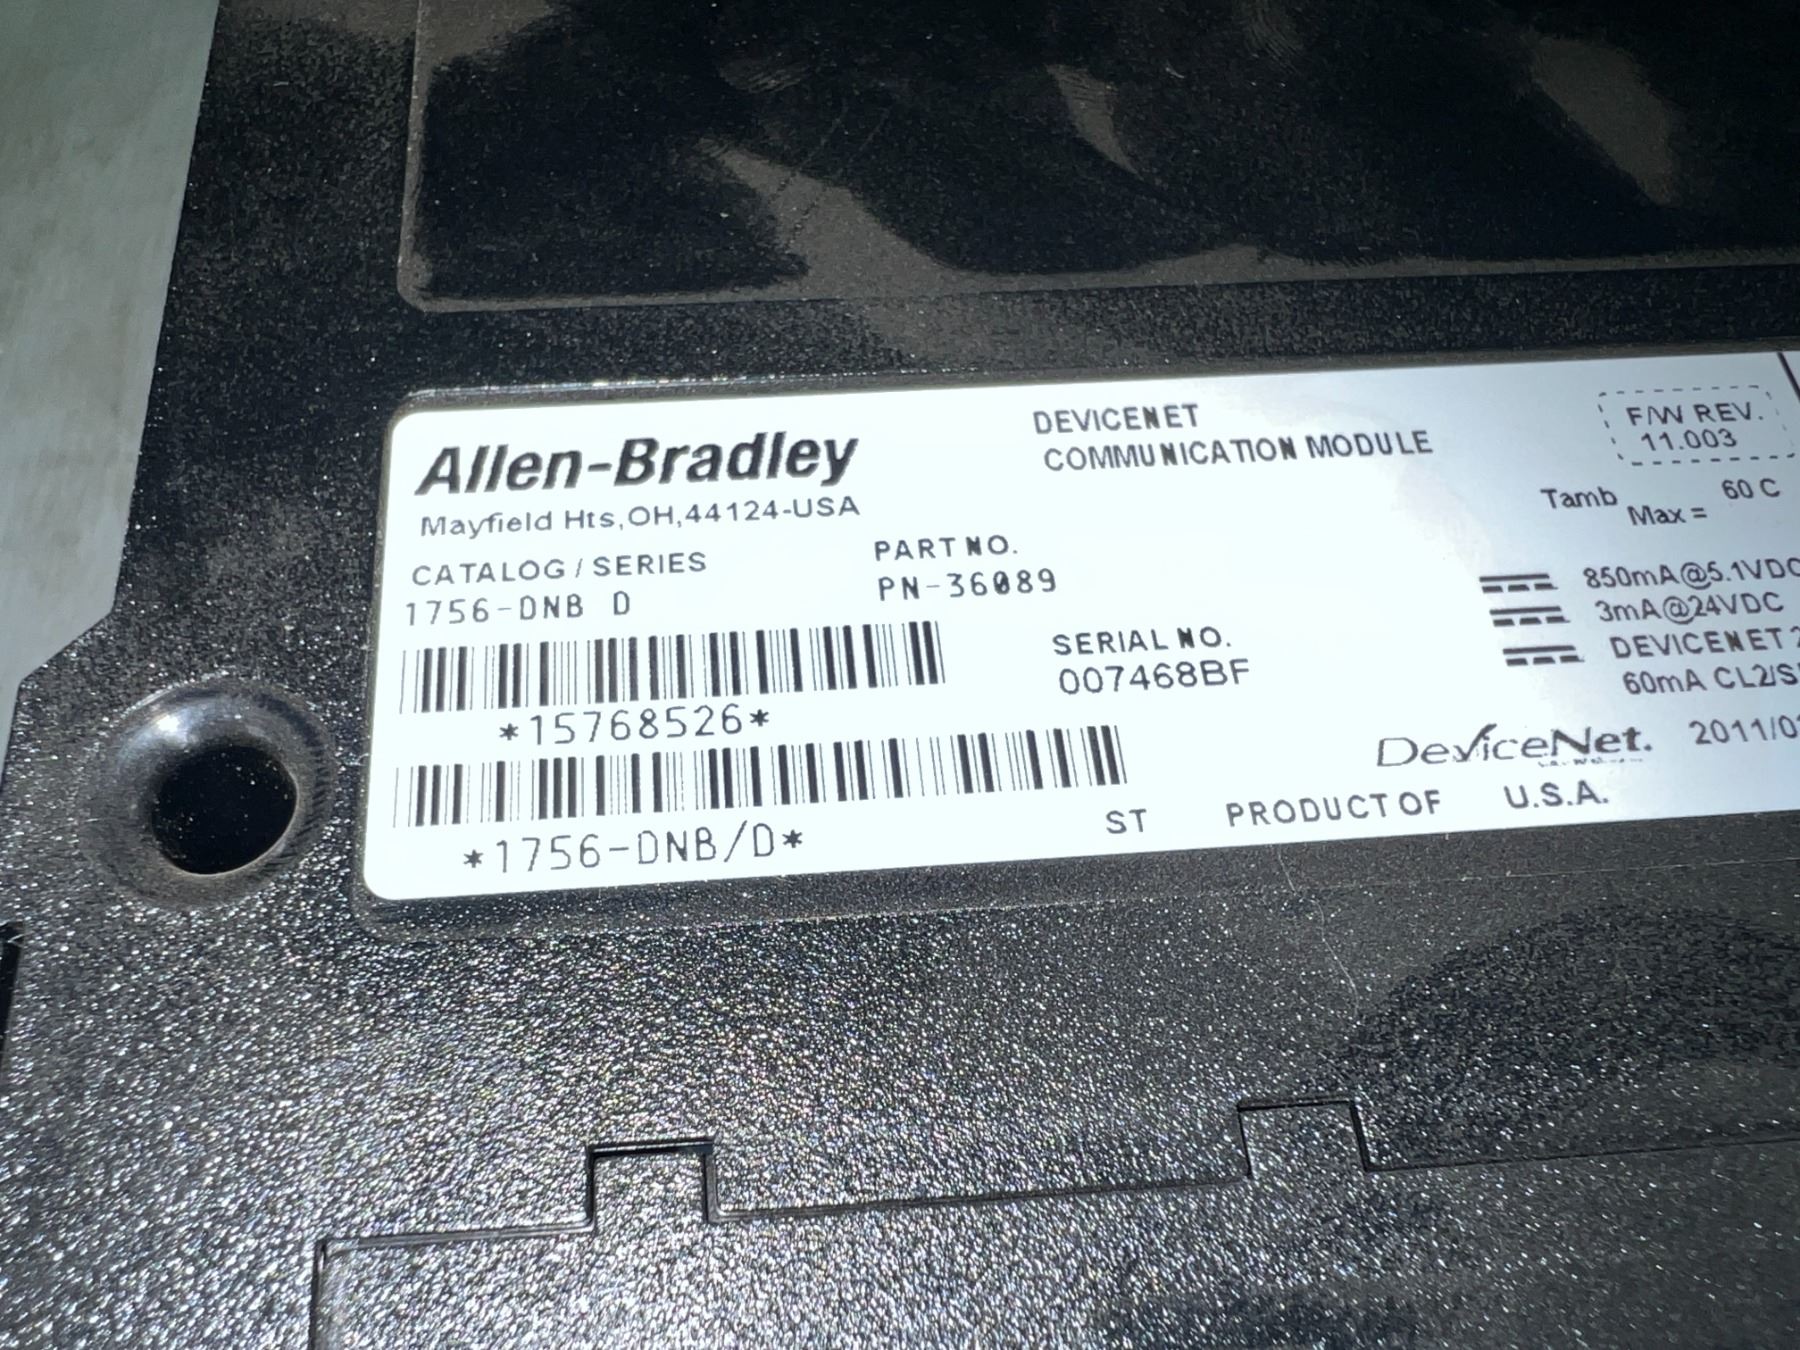 Allen-Bradley
Mayfield Hts,OH,44124-USA
CATALOG / SERIES
1756-DNB D
*15768526*
*1756-DNB/D*
DEVICENET
COMMUNICATION MODULE
PART NO.
PN-36089
SERIAL NO.
007468BF
ST PRODUCT OF U.S.A.
F/W REV.
11.003
Tamb Max = 60 C
850mA@5.1VDC
3mA@24VDC
DEVICENET
60mA
DeviceNet.